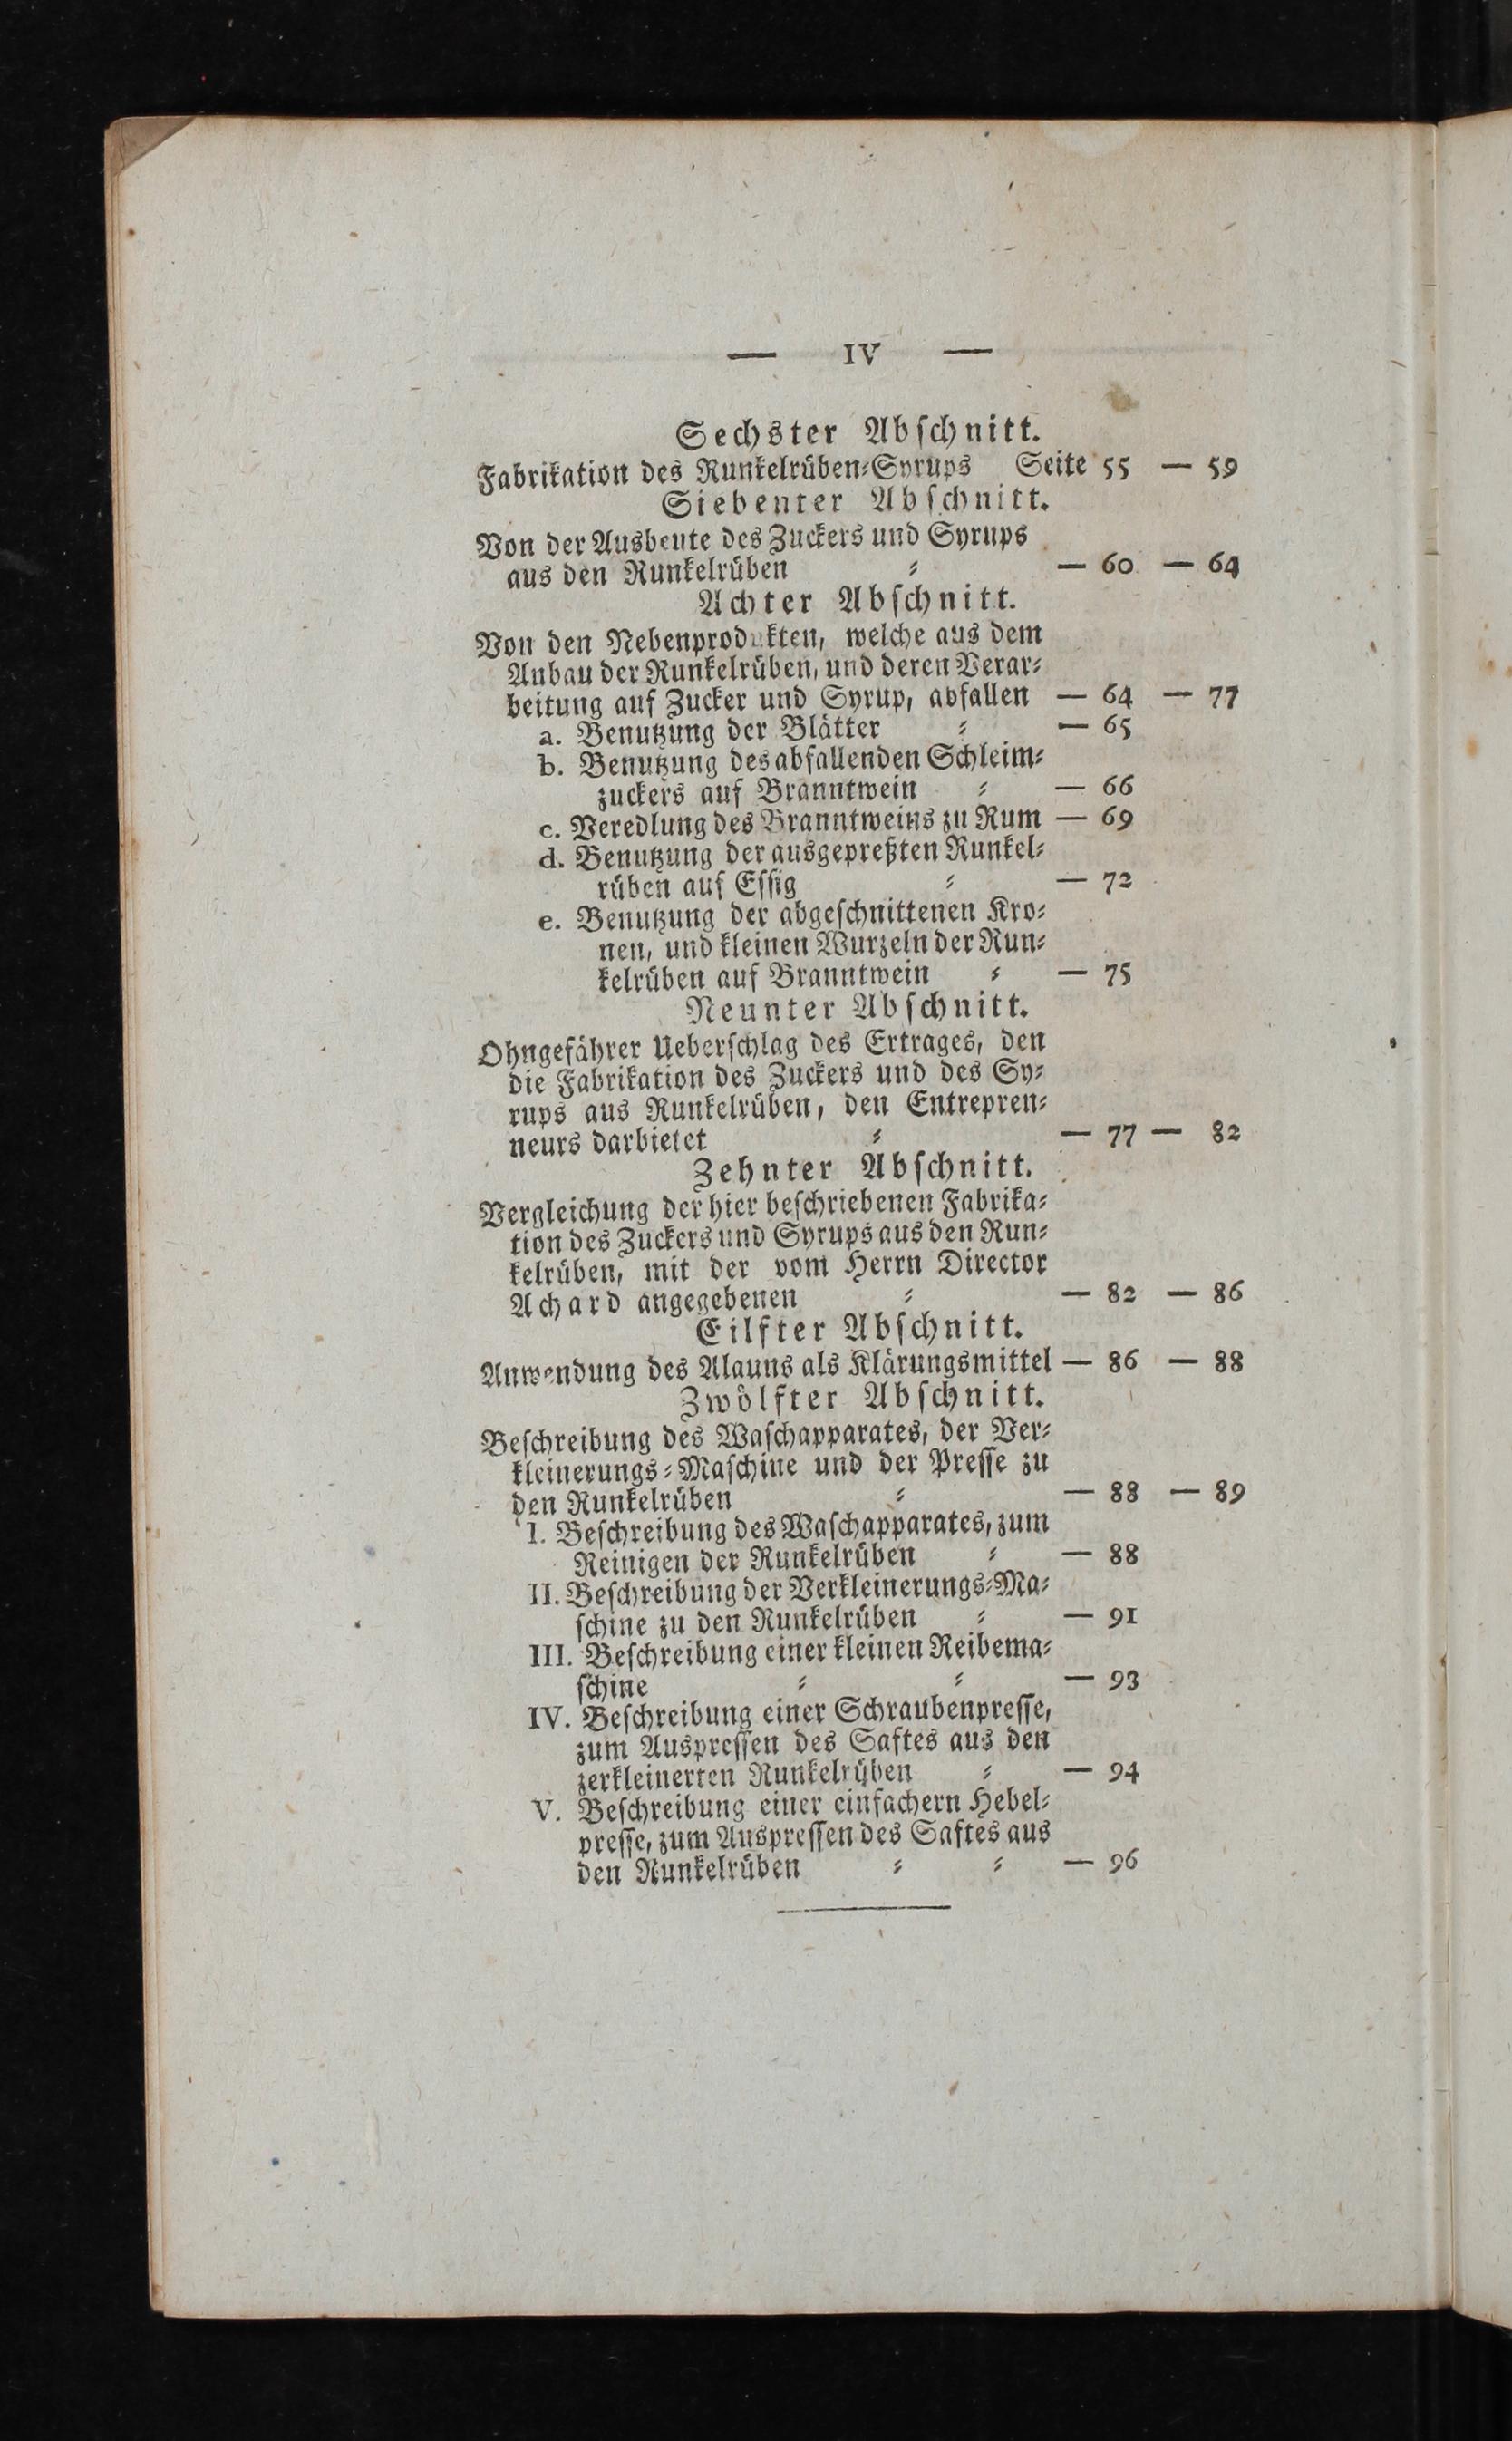 — IV —
Sechster Abschnitt.
Fabrikation des Runkelrüben⸗Syrups Seite 55 — 59
Siebenter Abschnitt.
Von der Ausbeute des Zuckers und Syrups
aus den Runkelrüben ⸗ — 60 — 64
Achter Abschnitt.
Von den Nebenprodukten, welche aus dem
Anbau der Runkelrüben, und deren Verar⸗
beitung auf Zucker und Syrup, abfallen — 64 — 77
a. Benutzung der Blätter ⸗ — 65
b. Benutzung des abfallenden Schleim⸗
zuckers auf Branntwein ⸗ — 66
c. Veredlung des Branntweins zu Rum — 69
d. Benutzung der ausgepreßten Runkel⸗
rüben auf Essig ⸗ — 72
e. Benutzung der abgeschnittenen Kro⸗
nen, und kleinen Wurzeln der Run⸗
kelrüben auf Branntwein ⸗ — 75
Neunter Abschnitt.
Ohngefährer Ueberschlag des Ertrages, den
die Fabrikation des Zuckers und des Sy⸗
rups aus Runkelrüben, den Entrepren⸗
neurs darbietet ⸗ — 77 — 82
Zehnter Abschnitt.
Vergleichung der hier beschriebenen Fabrika⸗
tion des Zuckers und Syrups aus den Run⸗
kelrüben, mit der vom Herrn Director
Achard angegebenen ⸗ — 82 — 86
Eilfter Abschnitt.
Anwendung des Alauns als Klärungsmittel — 86 — 88
Zwölfter Abschnitt.
Beschreibung des Waschapparates, der Ver⸗
kleinerungs⸗Maschine und der Presse zu
den Runkelrüben ⸗ — 88 — 89
I. Beschreibung des Waschapparates, zum
Reinigen der Runkelrüben ⸗ — 88
II. Beschreibung der Verkleinerungs⸗Ma⸗
schine zu den Runkelrüben ⸗ — 91
III. Beschreibung einer kleinen Reibema⸗
schine ⸗ ⸗ — 93
IV. Beschreibung einer Schraubenpresse,
zum Auspressen des Saftes aus den
zerkleinerten Runkelrüben ⸗ — 94
V. Beschreibung einer einfachern Hebel⸗
presse, zum Auspressen des Saftes aus
den Runkelrüben ⸗ ⸗ — 96